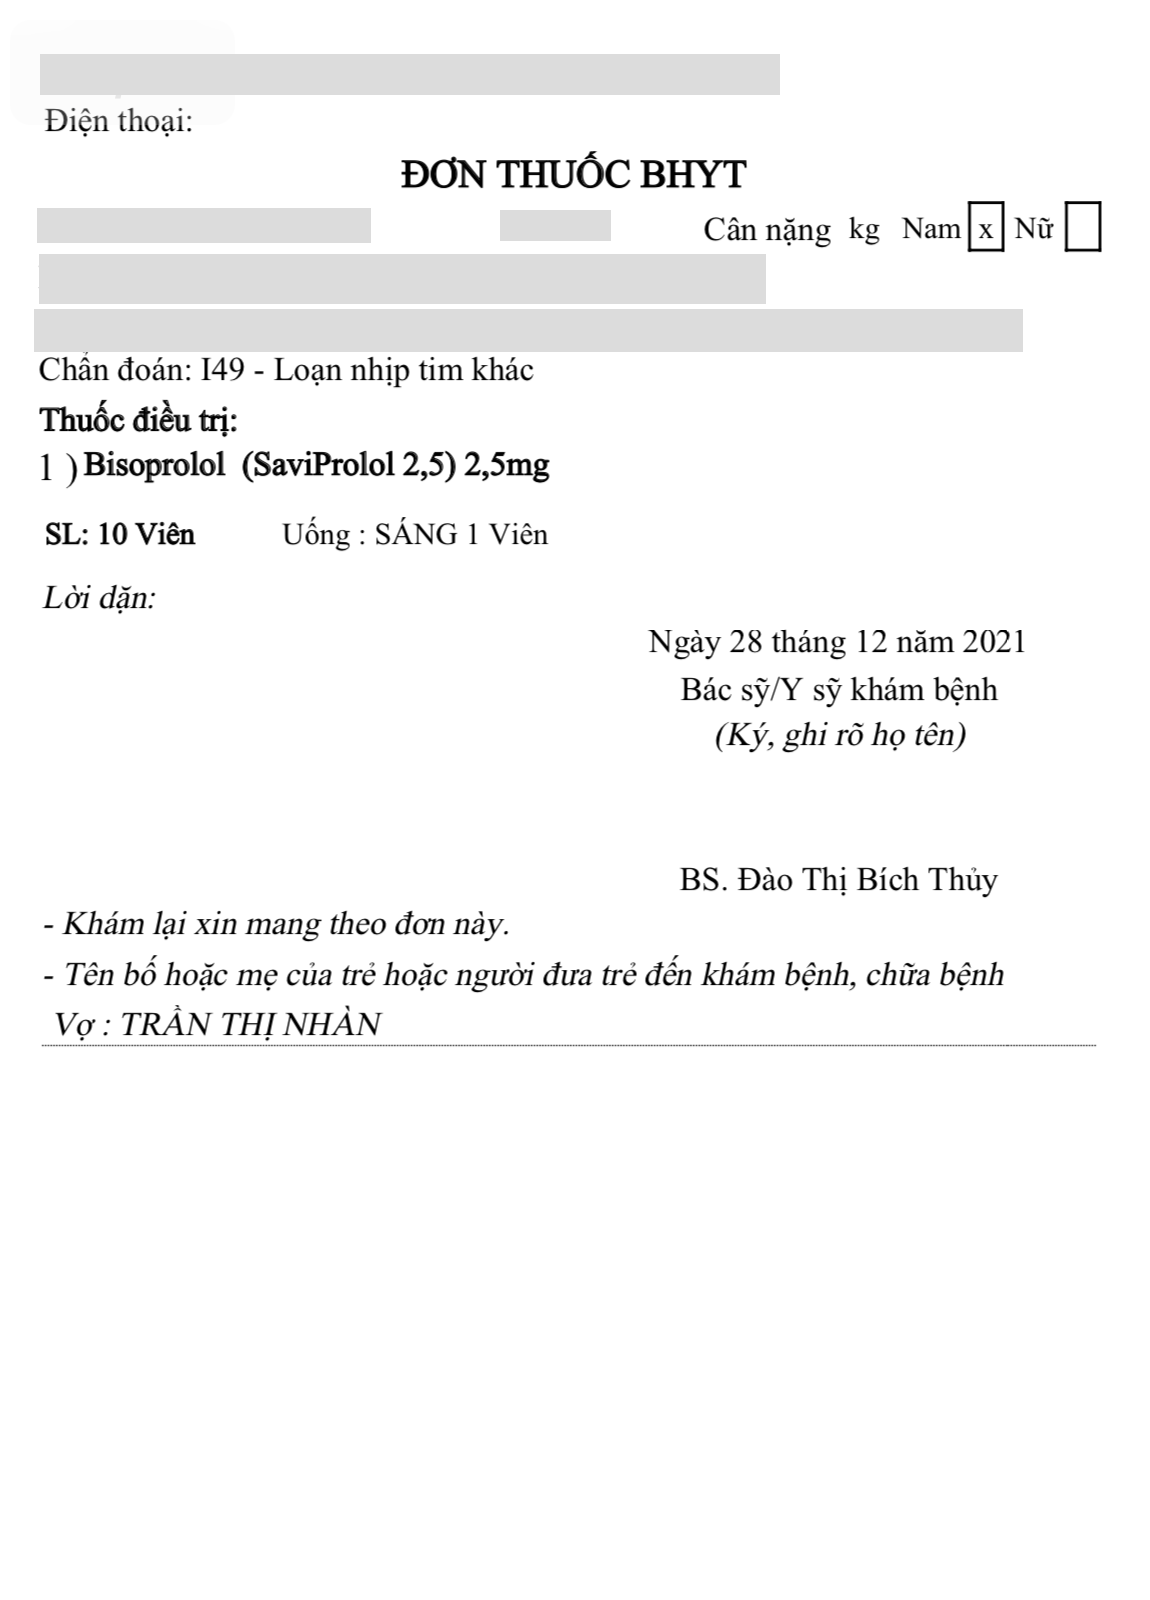 Điện thoại:
ĐƠN THUỐC BHYT
Cân nặng kg Nam x Nữ
Chẩn đoán: I49 - Loạn nhịp tim khác
Thuốc điều trị:
1 ) Bisoprolol (SaviProlol 2,5) 2,5mg
SL: 10 Viên Uống : SÁNG 1 Viên
Lời dặn:
Ngày 28 tháng 12 năm 2021
Bác sỹ/Y sỹ khám bệnh
(Ký, ghi rõ họ tên)
BS. Đào Thị Bích Thủy
- Khám lại xin mang theo đơn này.
- Tên bố hoặc mẹ của trẻ hoặc người đưa trẻ đến khám bệnh, chữa bệnh
Vợ : TRẦN THỊ NHÀN